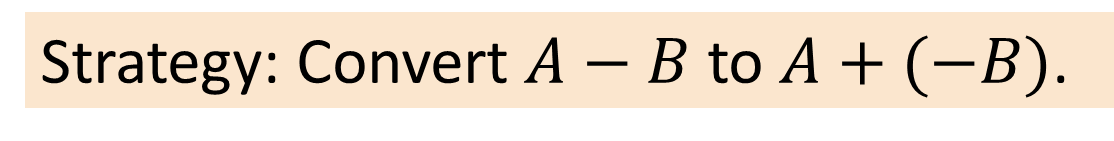 Strategy: Convert A − B to A + (−B).